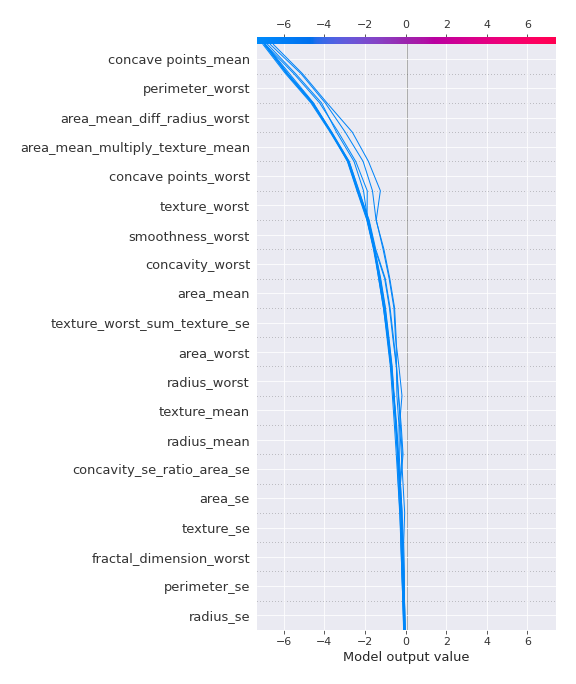 −6 −4 −2 0 2 4 6
concave points_mean
perimeter_worst
area_mean_diff_radius_worst
area_mean_multiply_texture_mean
concave points_worst
texture_worst
smoothness_worst
concavity_worst
area_mean
texture_worst_sum_texture_se
area_worst
radius_worst
texture_mean
radius_mean
concavity_se_ratio_area_se
area_se
texture_se
fractal_dimension_worst
perimeter_se
radius_se
−6 −4 −2 0 2 4 6
Model output value